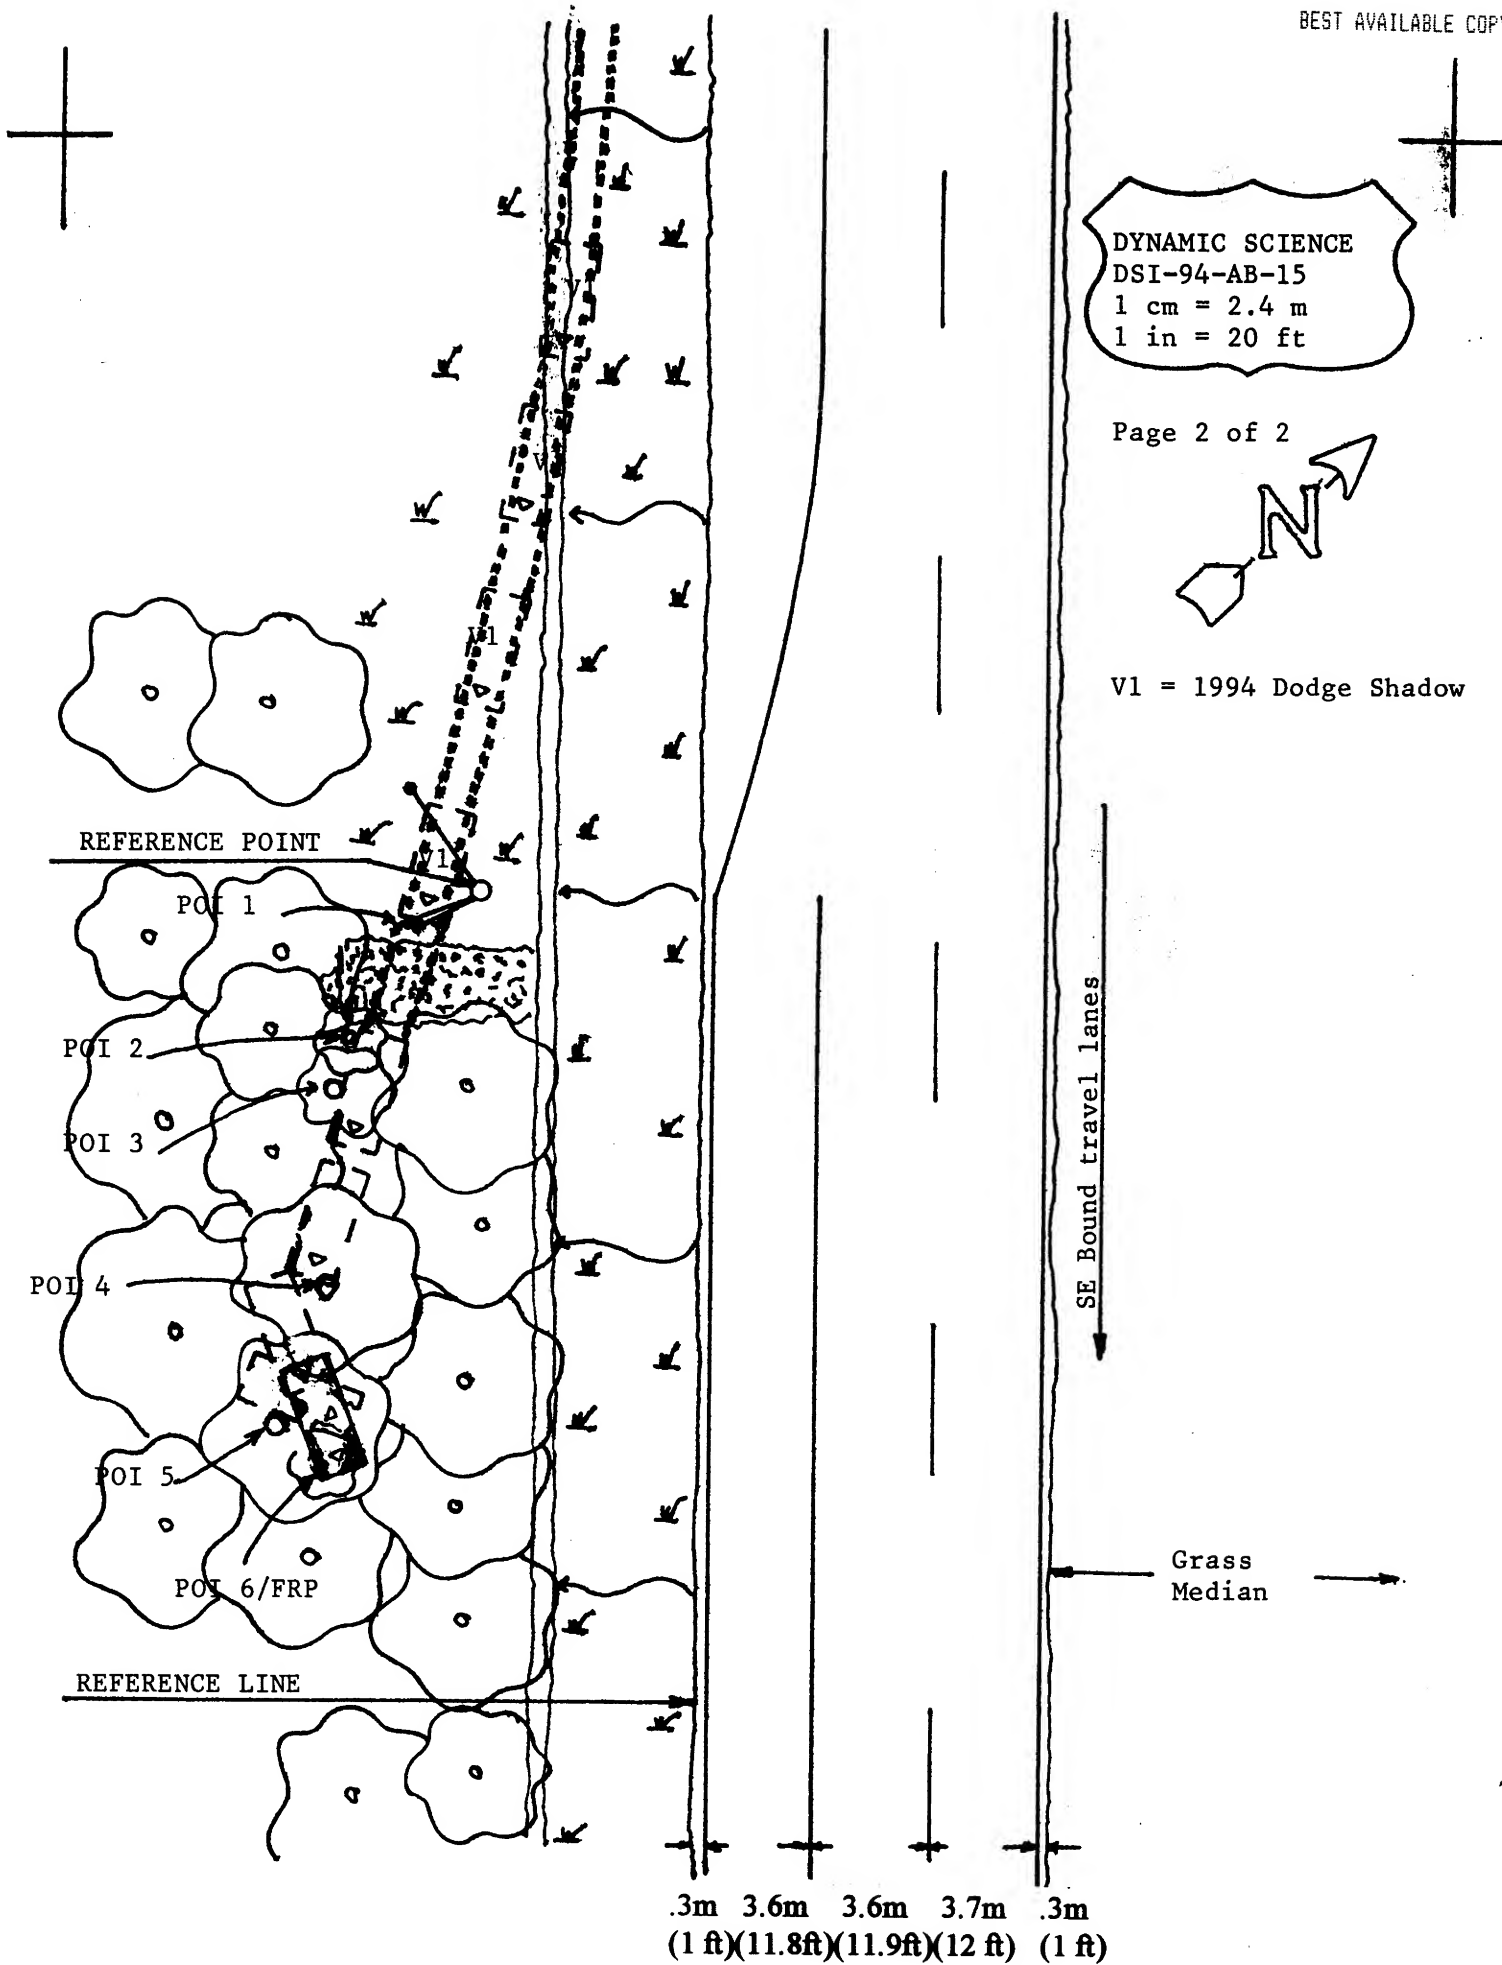 BEST AVAILABLE COP
DYNAMIC SCIENCE
DSI-94-AB-15
1 cm = 2.4 m
1 in = 20 ft
Page 2 of 2
N
V1 = 1994 Dodge Shadow
V1
REFERENCE POINT
V1
POI 1
POI 2
POI 3
SE Bound travel lanes
POI 4
POI 5
Grass
Median
POI 6/FRP
REFERENCE LINE
.3m 3.6m 3.6m 3.7m .3m
(1 ft)(11.8ft)(11.9ft)(12 ft) (1 ft)